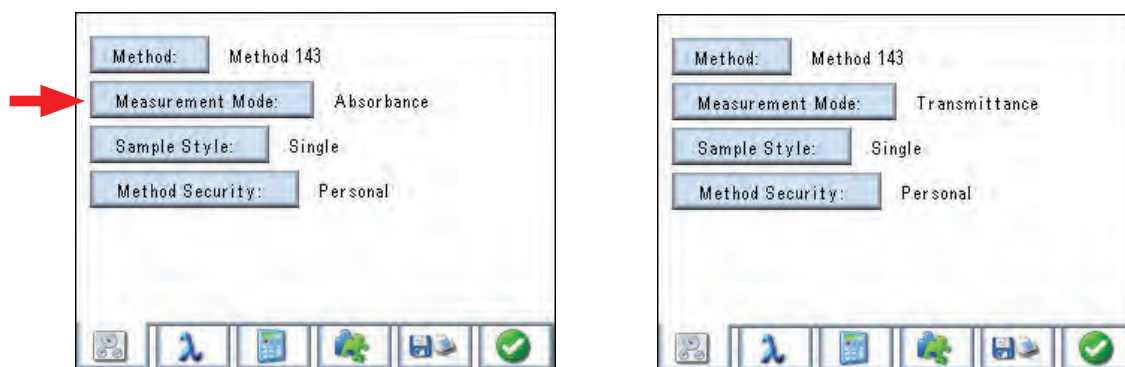 Method: Method 143
Measurement Mode: Absorbance
Sample Style: Single
Method Security: Personal
λ
Method: Method 143
Measurement Mode: Transmittance
Sample Style: Single
Method Security: Personal
λ